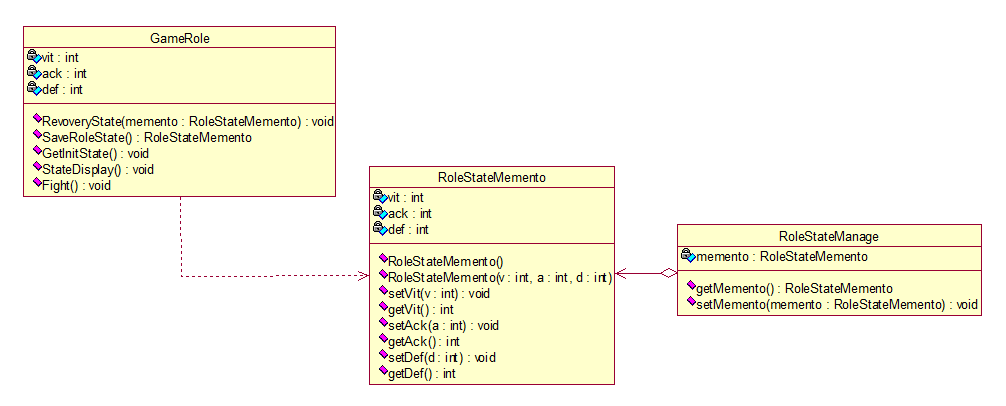 GameRole
vit : int
ack : int
def : int
RevoveryState(memento : RoleStateMemento) : void
SaveRoleState() : RoleStateMemento
GetInitState() : void
StateDisplay() : void
Fight() : void
RoleStateMemento
vit : int
ack : int
def : int
RoleStateMemento()
RoleStateMemento(v : int, a : int, d : int)
setVit(v : int) : void
getVit() : int
setAck(a : int) : void
getAck() : int
setDef(d : int) : void
getDef() : int
RoleStateManage
memento : RoleStateMemento
getMemento() : RoleStateMemento
setMemento(memento : RoleStateMemento) : void